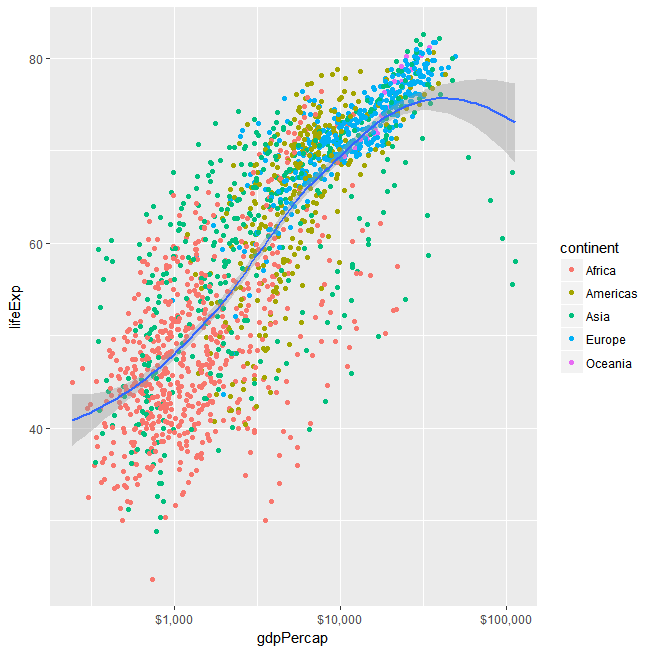 80
60
40
lifeExp
$1,000
$10,000
$100,000
gdpPercap
continent
Africa
Americas
Asia
Europe
Oceania